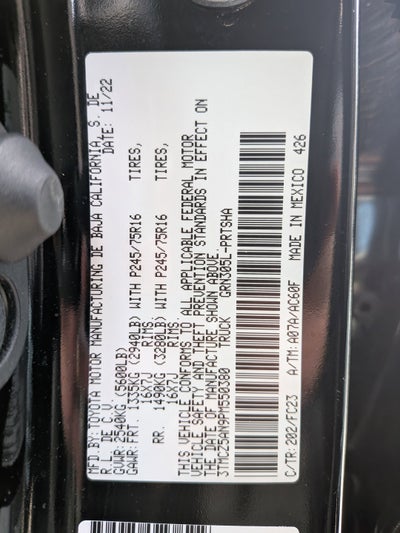 MFD.BY: TOYOTA MOTOR MANUFACTURING DE BAJA CALIFORNIA, S. DE
R.L. DE C.V. DATE: 11/22
GVWR: 2540KG (5600LB)
GAWR: FRT. 1335KG (2940LB) WITH P245/75R16 TIRES,
16X7J RIMS
RR. 1490KG (3280LB) WITH P245/75R16 TIRES,
16X7J RIMS
THIS VEHICLE CONFORMS TO ALL APPLICABLE FEDERAL MOTOR
VEHICLE SAFETY AND THEFT PREVENTION STANDARDS IN EFFECT ON
THE DATE OF MANUFACTURE SHOWN ABOVE.
3TMCZ5AN9PM550380 TRUCK GRN305L-PRTSHA
C/TR: 202/FC23 A/TM: A07A/AC60F MADE IN MEXICO 426